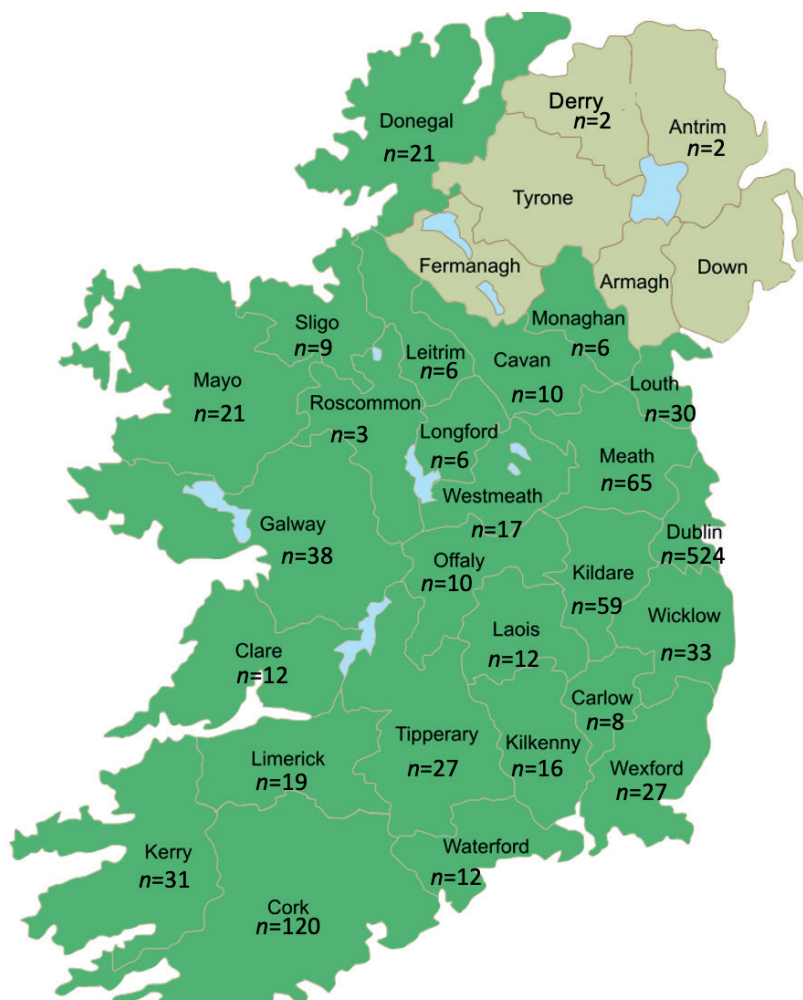 Derry
n=2
Antrim
n=2
Donegal
n=21
Tyrone
Fermanagh
Armagh
Down
Monaghan
n=6
Sligo
n=9
Leitrim
n=6
Cavan
n=10
Louth
n=30
Mayo
n=21
Roscommon
n=3
Longford
n=6
Meath
n=65
Westmeath
n=17
Galway
n=38
Dublin
n=524
Offaly
n=10
Kildare
n=59
Wicklow
n=33
Laois
n=12
Clare
n=12
Carlow
n=8
Tipperary
n=27
Kilkenny
n=16
Limerick
n=19
Wexford
n=27
Waterford
n=12
Kerry
n=31
Cork
n=120